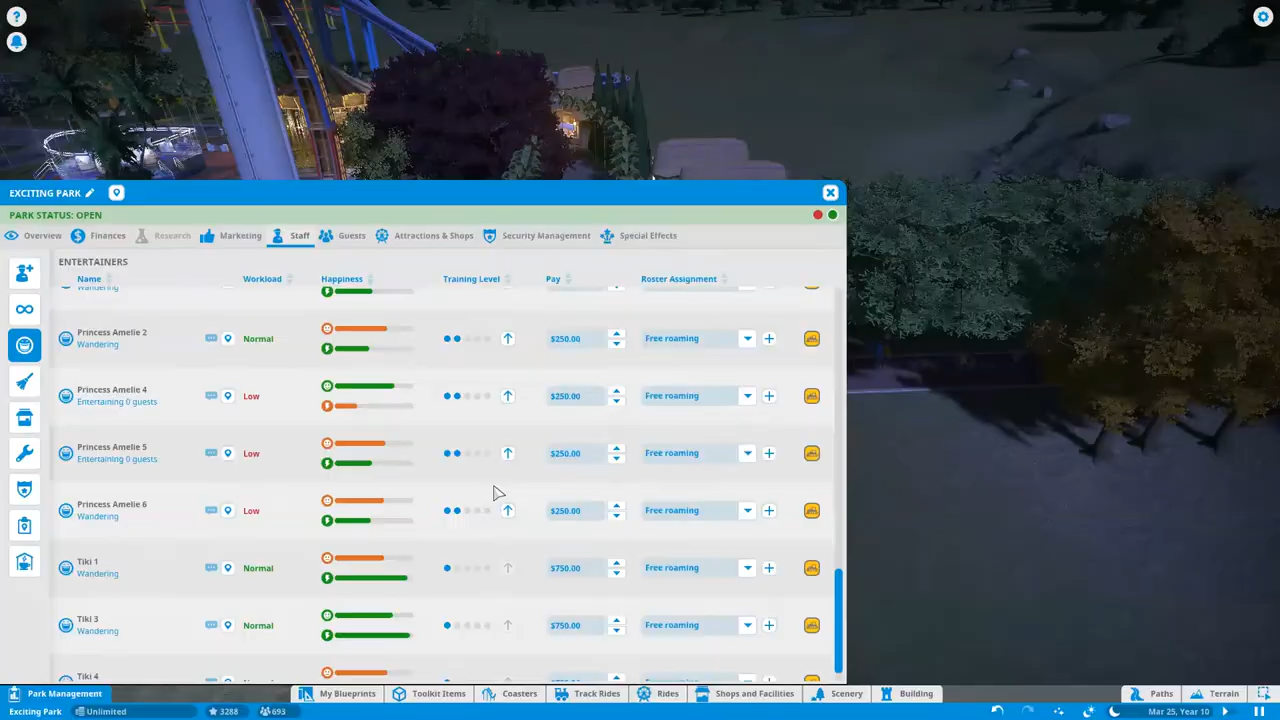 EXCITING PARK
PARK STATUS: OPEN
Overview Finances Research Marketing Staff Guests Attractions & Shops Security Management Special Effects
ENTERTAINERS
Name Workload Happiness Training Level Pay Roster Assignment
Wandering
Princess Amelie 2
Wandering
Normal $250.00 Free roaming
Princess Amelie 4
Entertaining 0 guests
Low $250.00 Free roaming
Princess Amelie 5
Entertaining 0 guests
Low $250.00 Free roaming
Princess Amelie 6
Wandering
Low $250.00 Free roaming
Tiki 1
Wandering
Normal $750.00 Free roaming
Tiki 3
Wandering
Normal $750.00 Free roaming
Tiki 4
Park Management My Blueprints Toolkit Items Coasters Track Rides Rides Shops and Facilities Scenery Building Paths Terrain
Exciting Park Unlimited 3288 693 Mar 25, Year 10